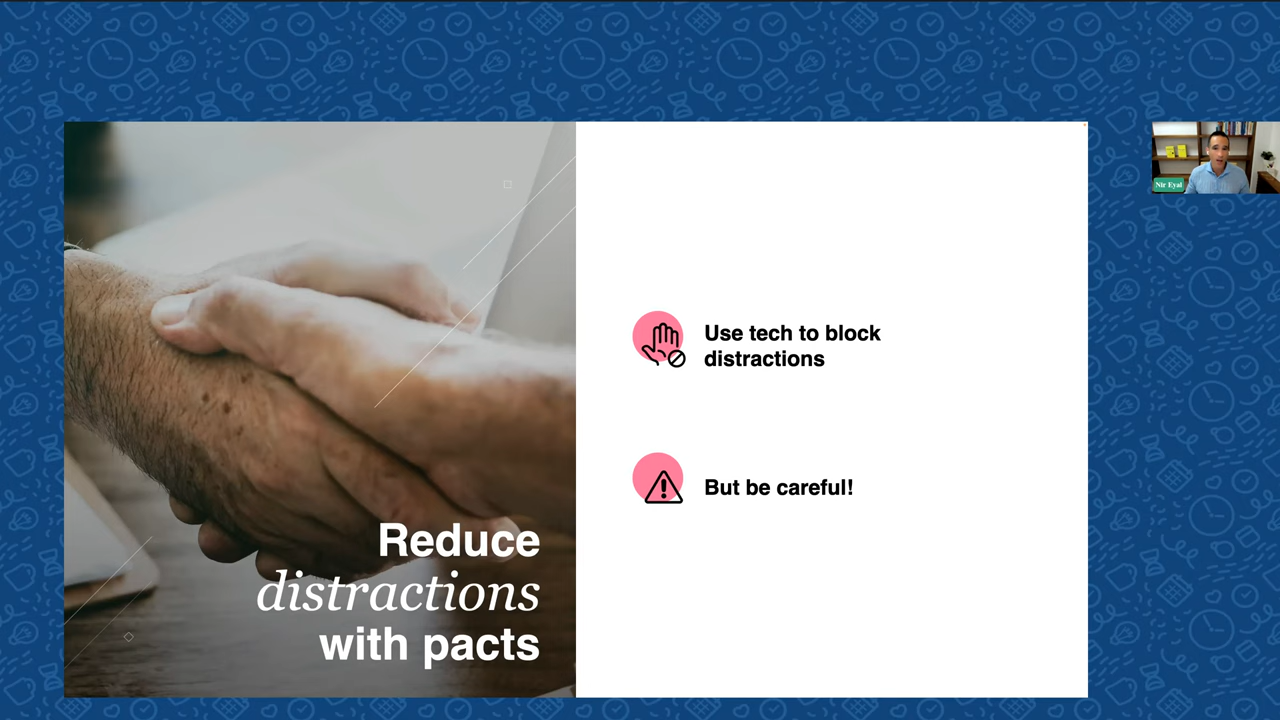 Reduce
distractions
with pacts
Use tech to block
distractions
But be careful!
Nir Eyal